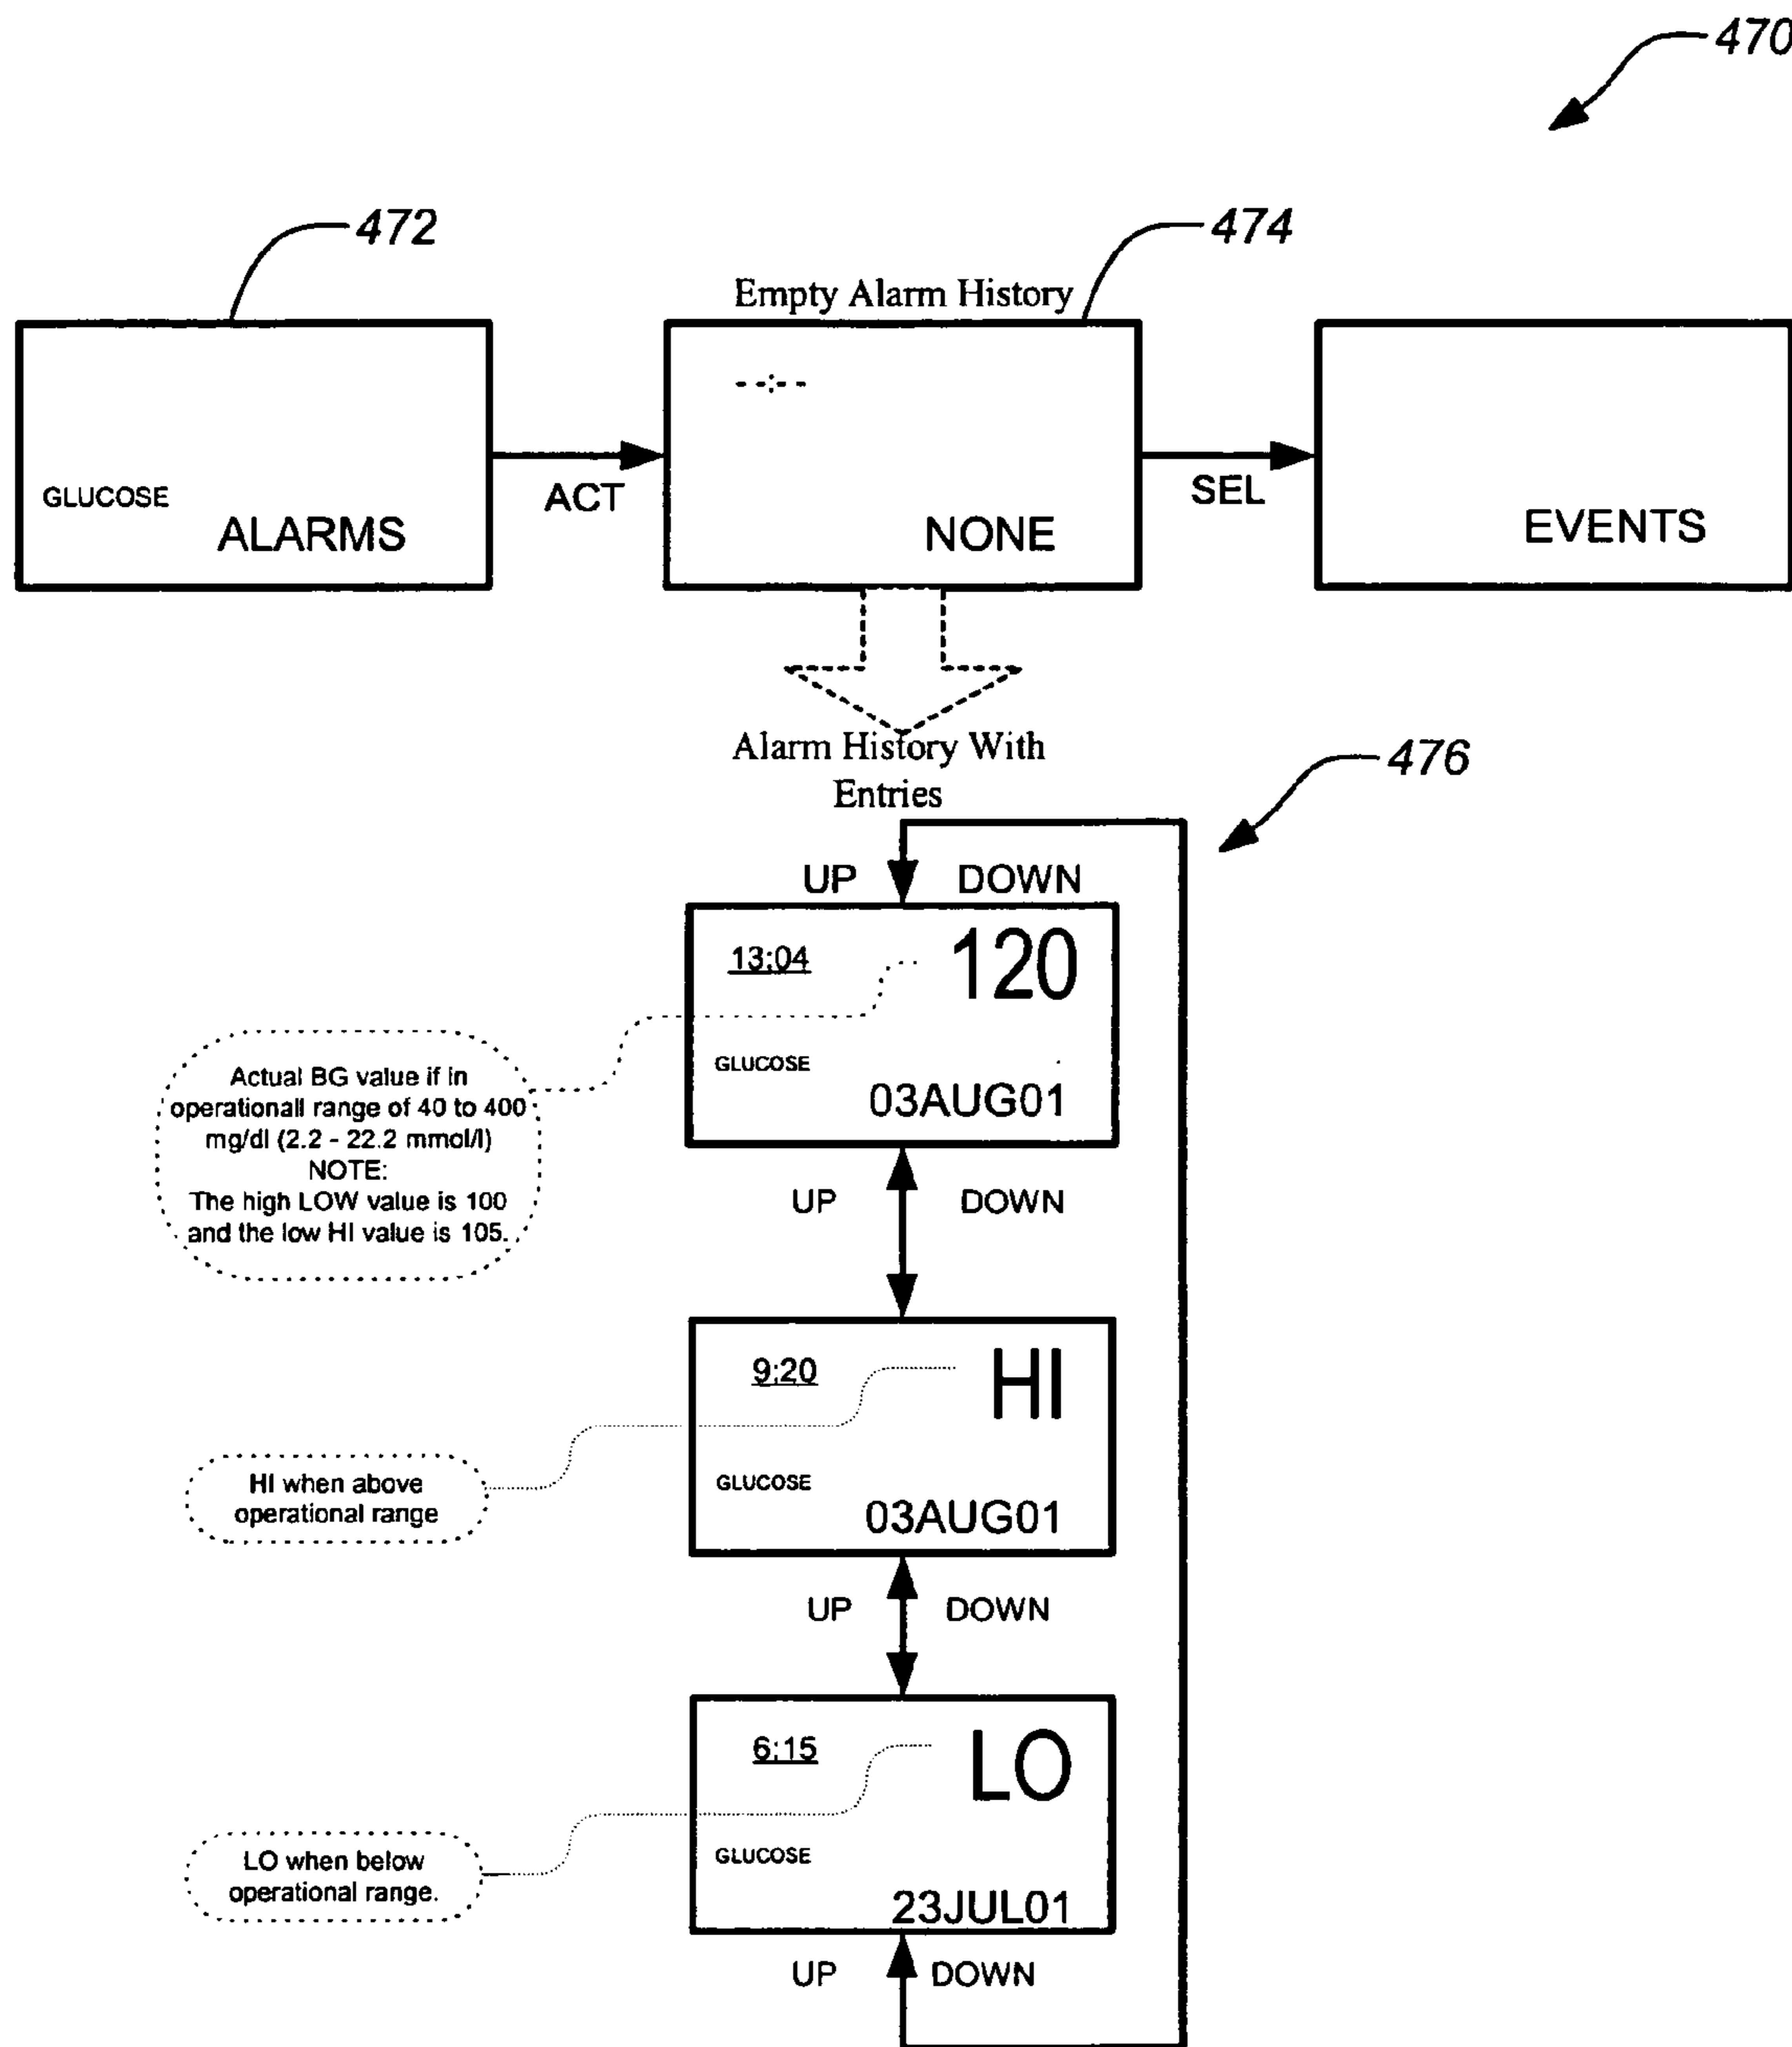 470
472
474
Empty Alarm History
--:--
GLUCOSE
ALARMS
ACT
NONE
SEL
EVENTS
Alarm History With
Entries
476
UP DOWN
13:04
120
GLUCOSE
03AUG01
Actual BG value if in
operationall range of 40 to 400
mg/dl (2.2 - 22.2 mmol/l)
NOTE:
The high LOW value is 100
and the low HI value is 105.
UP DOWN
9:20
HI
GLUCOSE
03AUG01
HI when above
operational range
UP DOWN
6:15
LO
GLUCOSE
23JUL01
LO when below
operational range.
UP DOWN